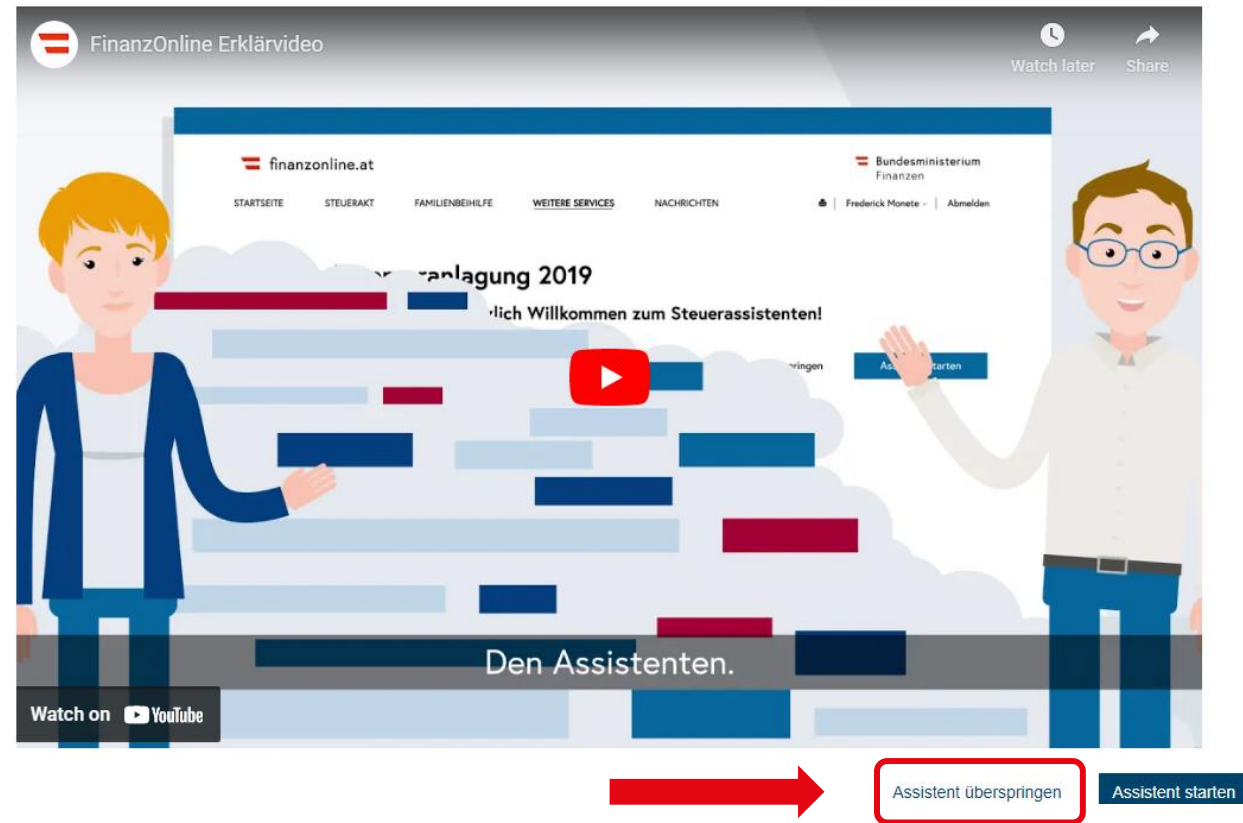 FinanzOnline Erklärvideo
Watch later
Share
finanzonline.at
Bundesministerium
Finanzen
STARTSEITE STEUERAKT FAMILIENBEIHILFE WEITERE SERVICES NACHRICHTEN Frederick Monete | Abmelden
2019
Willkommen zum Steuerassistenten!
Den Assistenten.
Watch on YouTube
Assistent überspringen
Assistent starten